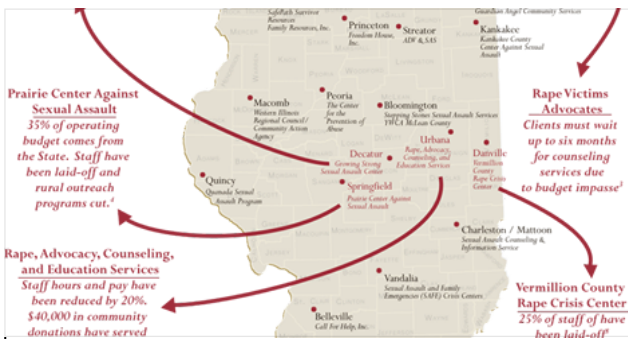 SafePath Survivor
Resources
Family Resources, Inc.
Princeton
Freedom House,
Inc.
Streator
ADV & SAS
Guardian Angel Community Services
Kankakee
Kankakee County
Center Against Sexual
Assault
Prairie Center Against
Sexual Assault
35% of operating
budget comes from
the State. Staff have
been laid-off and
rural outreach
programs cut.⁴
Macomb
Western Illinois
Regional Council/
Community Action
Agency
Peoria
The Center
for the
Prevention of
Abuse
Bloomington
Stepping Stones Sexual Assault Services
YWCA McLean County
Urbana
Rape, Advocacy,
Counseling, and
Education Services
Decatur
Growing Strong
Sexual Assault Center
Danville
Vermillion
County
Rape Crisis
Center
Rape Victims
Advocates
Clients must wait
up to six months
for counseling
services due
to budget impasse³
Quincy
Quanada Sexual
Assault Program
Springfield
Prairie Center Against
Sexual Assault
Charleston / Mattoon
Sexual Assault Counseling &
Information Service
Rape, Advocacy, Counseling,
and Education Services
Staff hours and pay have
been reduced by 20%.
$40,000 in community
donations have served
Vandalia
Sexual Assault and Family
Emergencies (SAFE) Crisis Centers
Belleville
Call For Help, Inc.
Vermillion County
Rape Crisis Center
25% of staff of have
been laid-off⁸